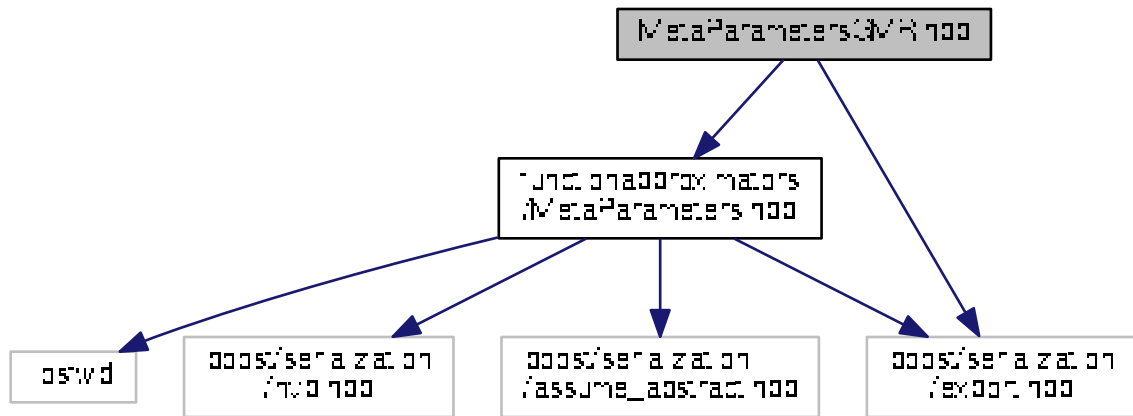 MetaParametersGMR.hpp
functionapproximators
/MetaParameters.hpp
iosfwd
boost/serialization
/nvp.hpp
boost/serialization
/assume_abstract.hpp
boost/serialization
/export.hpp